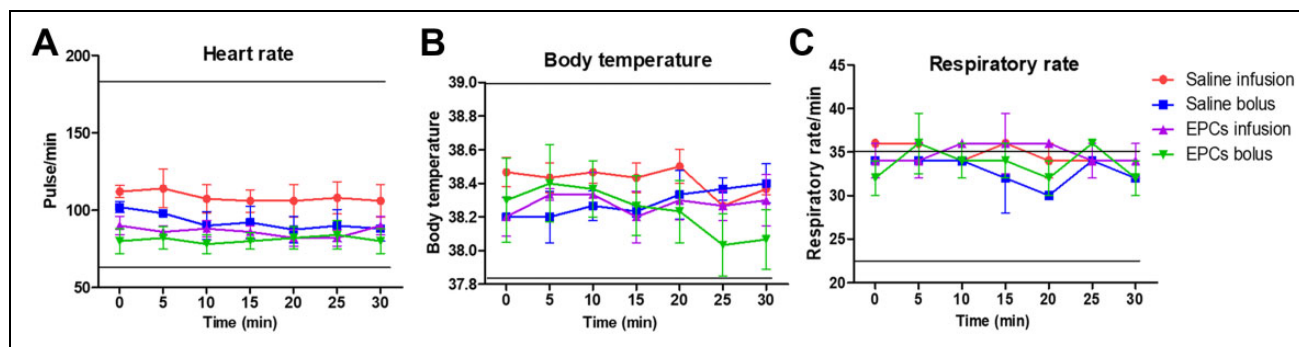 A
Heart rate
200
150
100
50
Pulse/min
0 5 10 15 20 25 30
Time (min)
B
Body temperature
39.0
38.6
38.4
38.2
38.0
37.8
Body temperature
0 5 10 15 20 25 30
Time (min)
C
Respiratory rate
45
40
35
30
25
20
Respiratory rate/min
0 5 10 15 20 25 30
Time (min)
Saline infusion
Saline bolus
EPCs infusion
EPCs bolus